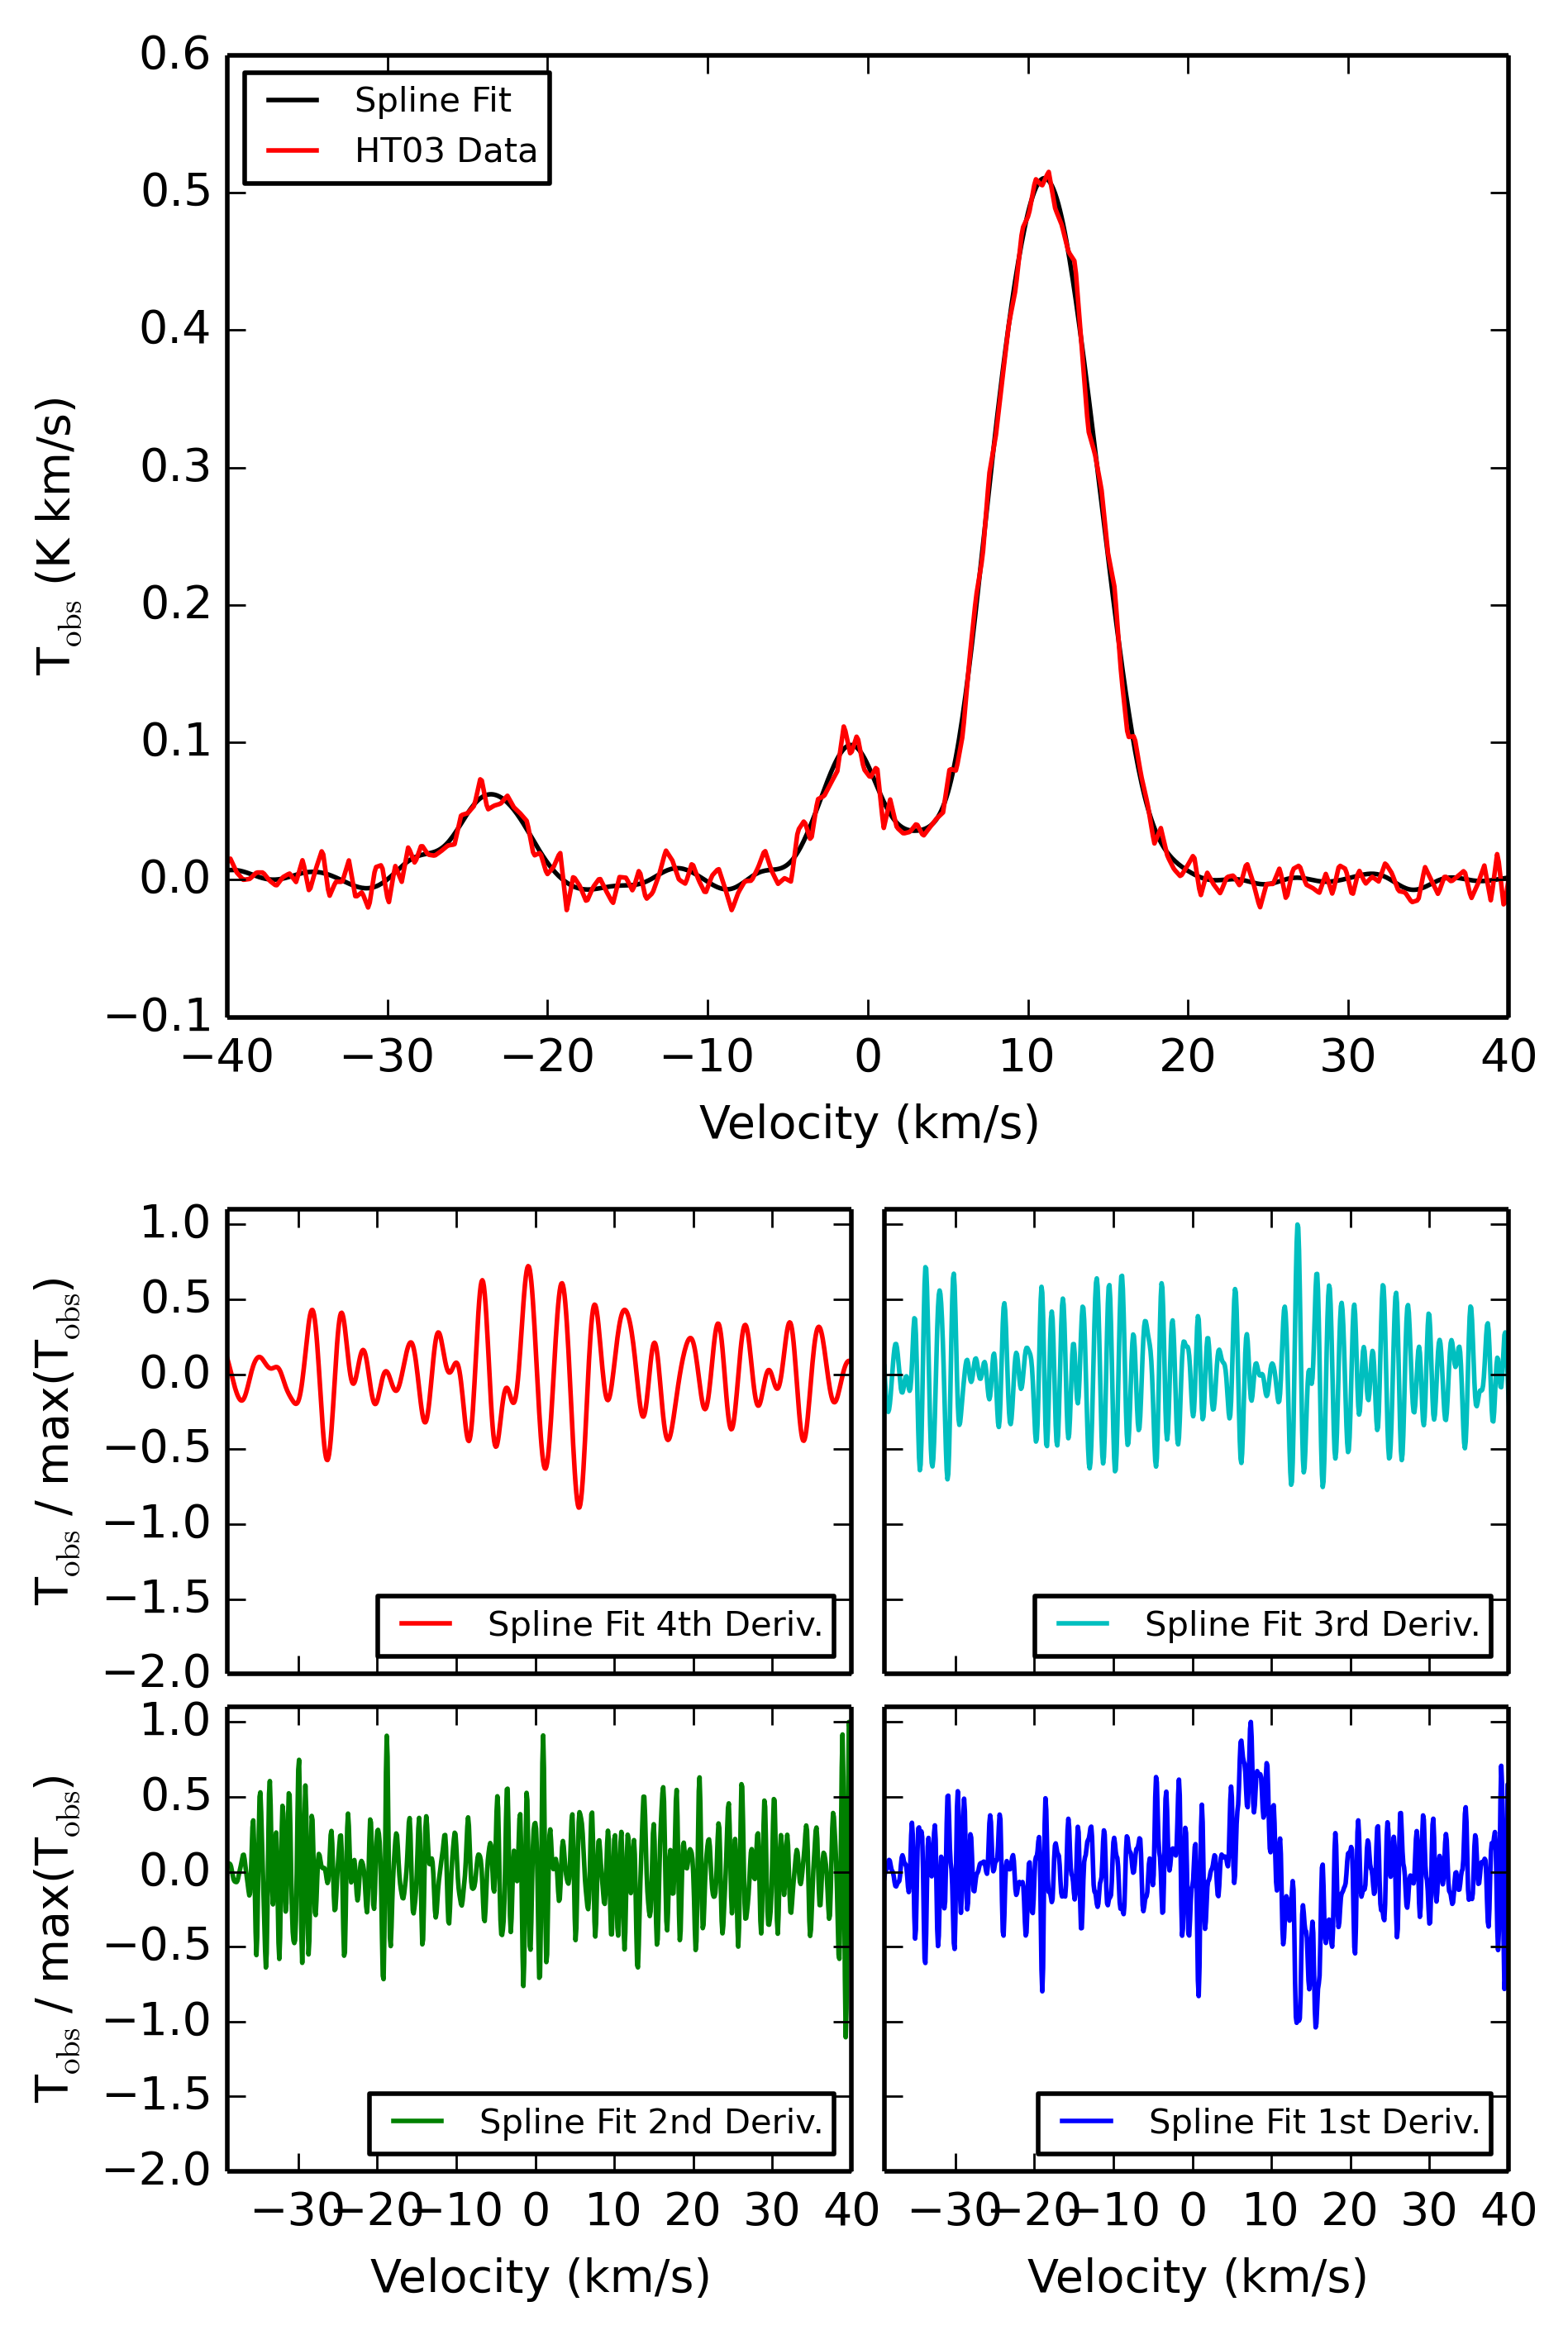 0.6
0.5
0.4
0.3
0.2
0.1
0.0
−0.1
T_obs (K km/s)
Spline Fit
HT03 Data
−40 −30 −20 −10 0 10 20 30 40
Velocity (km/s)
1.0
0.5
0.0
−0.5
−1.0
−1.5
−2.0
T_obs / max(T_obs)
Spline Fit 4th Deriv.
Spline Fit 3rd Deriv.
1.0
0.5
0.0
−0.5
−1.0
−1.5
−2.0
T_obs / max(T_obs)
Spline Fit 2nd Deriv.
Spline Fit 1st Deriv.
−30 −20 −10 0 10 20 30 40
−30 −20 −10 0 10 20 30 40
Velocity (km/s)
Velocity (km/s)